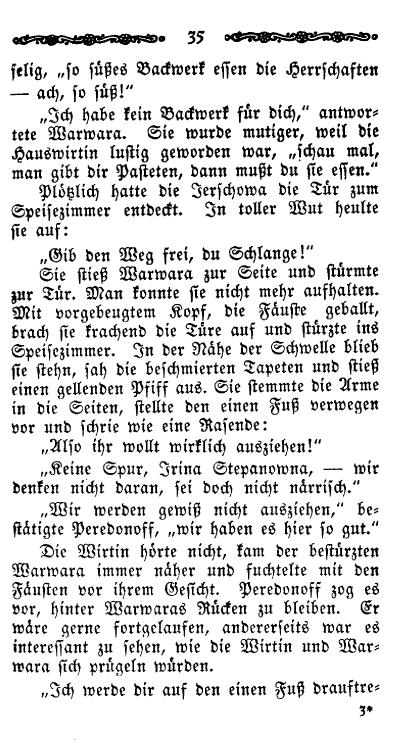 35
selig, „so süßes Backwerk essen die Herrschaften
— ach, so süß!“
„Ich habe kein Backwerk für dich,“ antwor-
tete Warwara. Sie wurde mutiger, weil die
Hauswirtin lustig geworden war, „schau mal,
man gibt dir Pasteten, dann mußt du sie essen.“
Plötzlich hatte die Jerschowa die Tür zum
Speisezimmer entdeckt. In toller Wut heulte
sie auf:
„Gib den Weg frei, du Schlange!“
Sie stieß Warwara zur Seite und stürmte
zur Tür. Man konnte sie nicht mehr aufhalten.
Mit vorgebeugtem Kopf, die Fäuste geballt,
brach sie krachend die Türe auf und stürzte ins
Speisezimmer. In der Nähe der Schwelle blieb
sie stehn, sah die beschmierten Tapeten und stieß
einen gellenden Pfiff aus. Sie stemmte die Arme
in die Seiten, stellte den einen Fuß verwegen
vor und schrie wie eine Rasende:
„Also ihr wollt wirklich ausziehen!“
„Keine Spur, Irina Stepanowna, — wir
denken nicht daran, sei doch nicht närrisch.“
„Wir werden gewiß nicht ausziehen,“ be-
stätigte Peredonoff, „wir haben es hier so gut.“
Die Wirtin hörte nicht, kam der bestürzten
Warwara immer näher und fuchtelte mit den
Fäusten vor ihrem Gesicht. Peredonoff zog es
vor, hinter Warwaras Rücken zu bleiben. Er
wäre gerne fortgelaufen, andererseits war es
interessant zu sehen, wie die Wirtin und War-
wara sich prügeln würden.
„Ich werde dir auf den einen Fuß drauftre-
3*